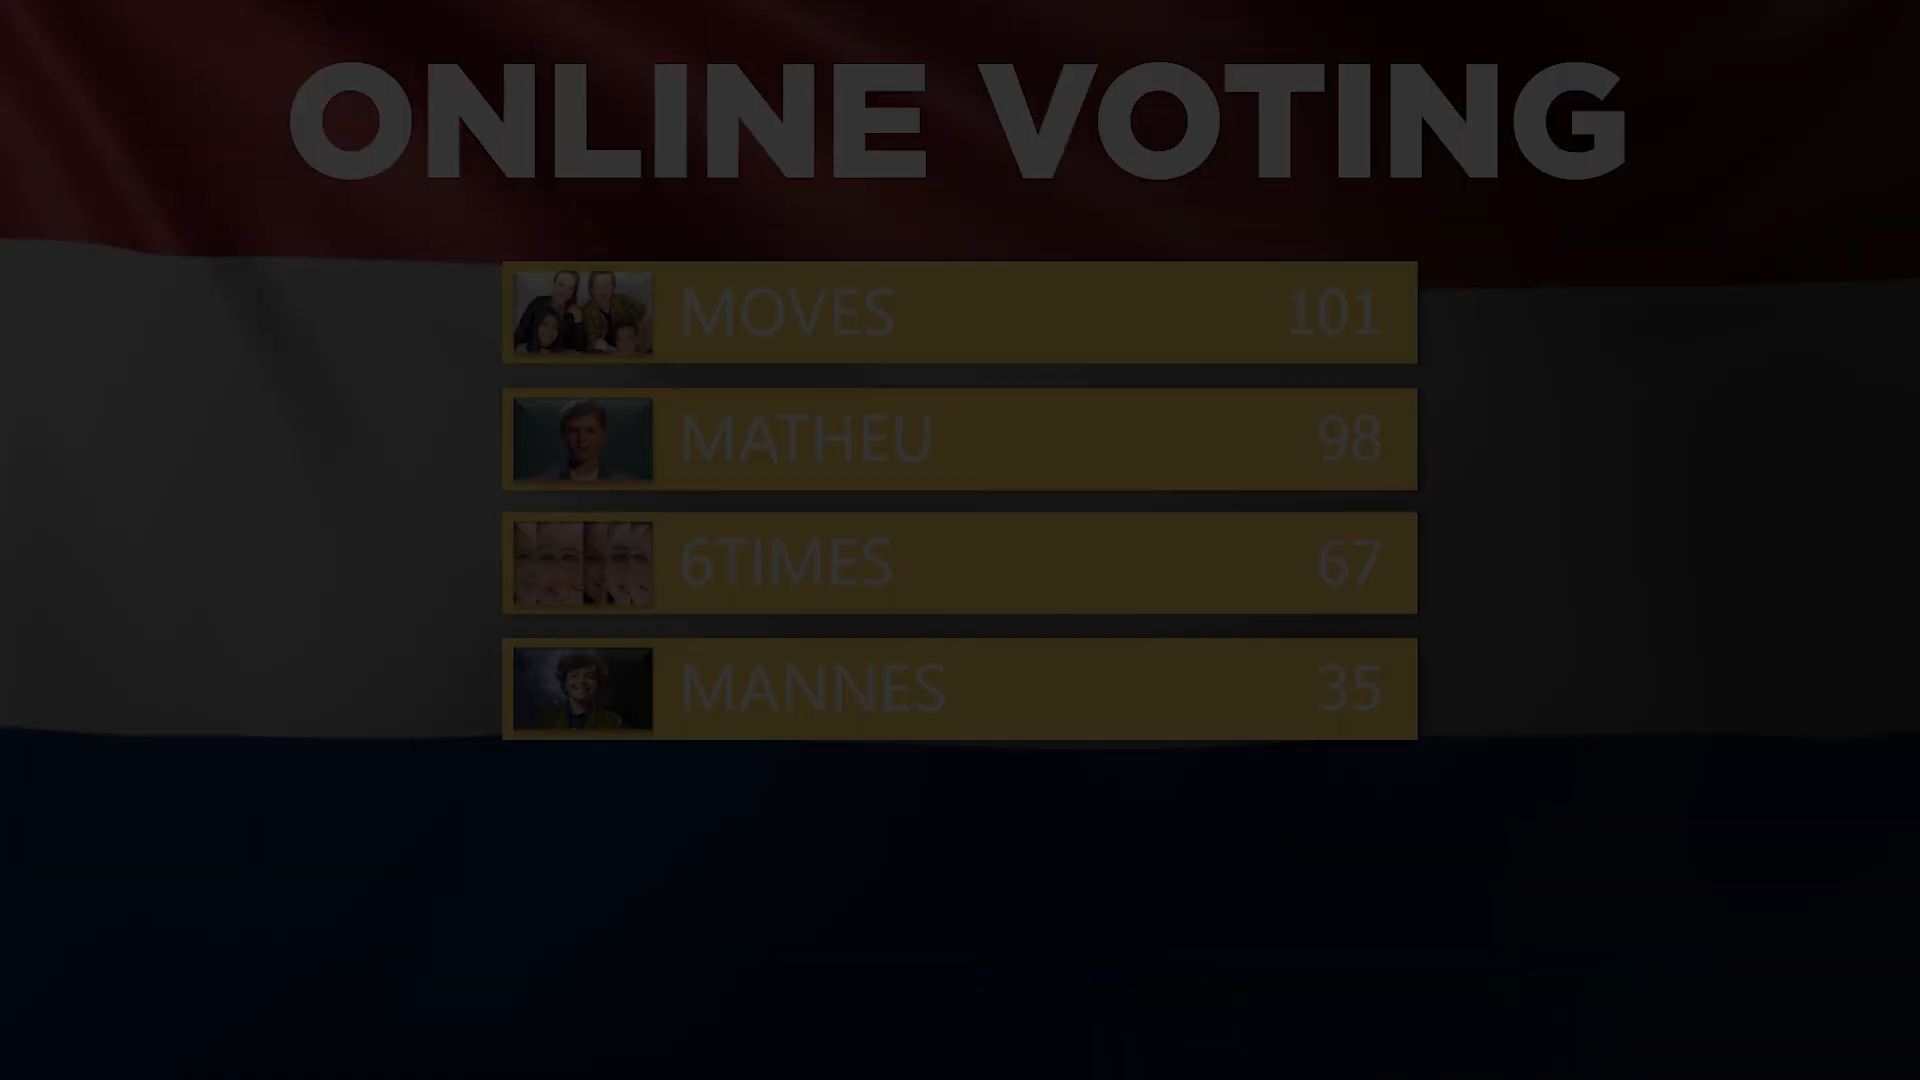 ONLINE VOTING
MOVES 101
MATHEU 98
6TIMES 67
MANNES 35